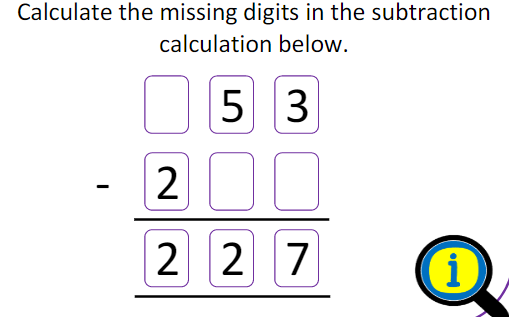 Calculate the missing digits in the subtraction
calculation below.
5 3
- 2
2 2 7
i